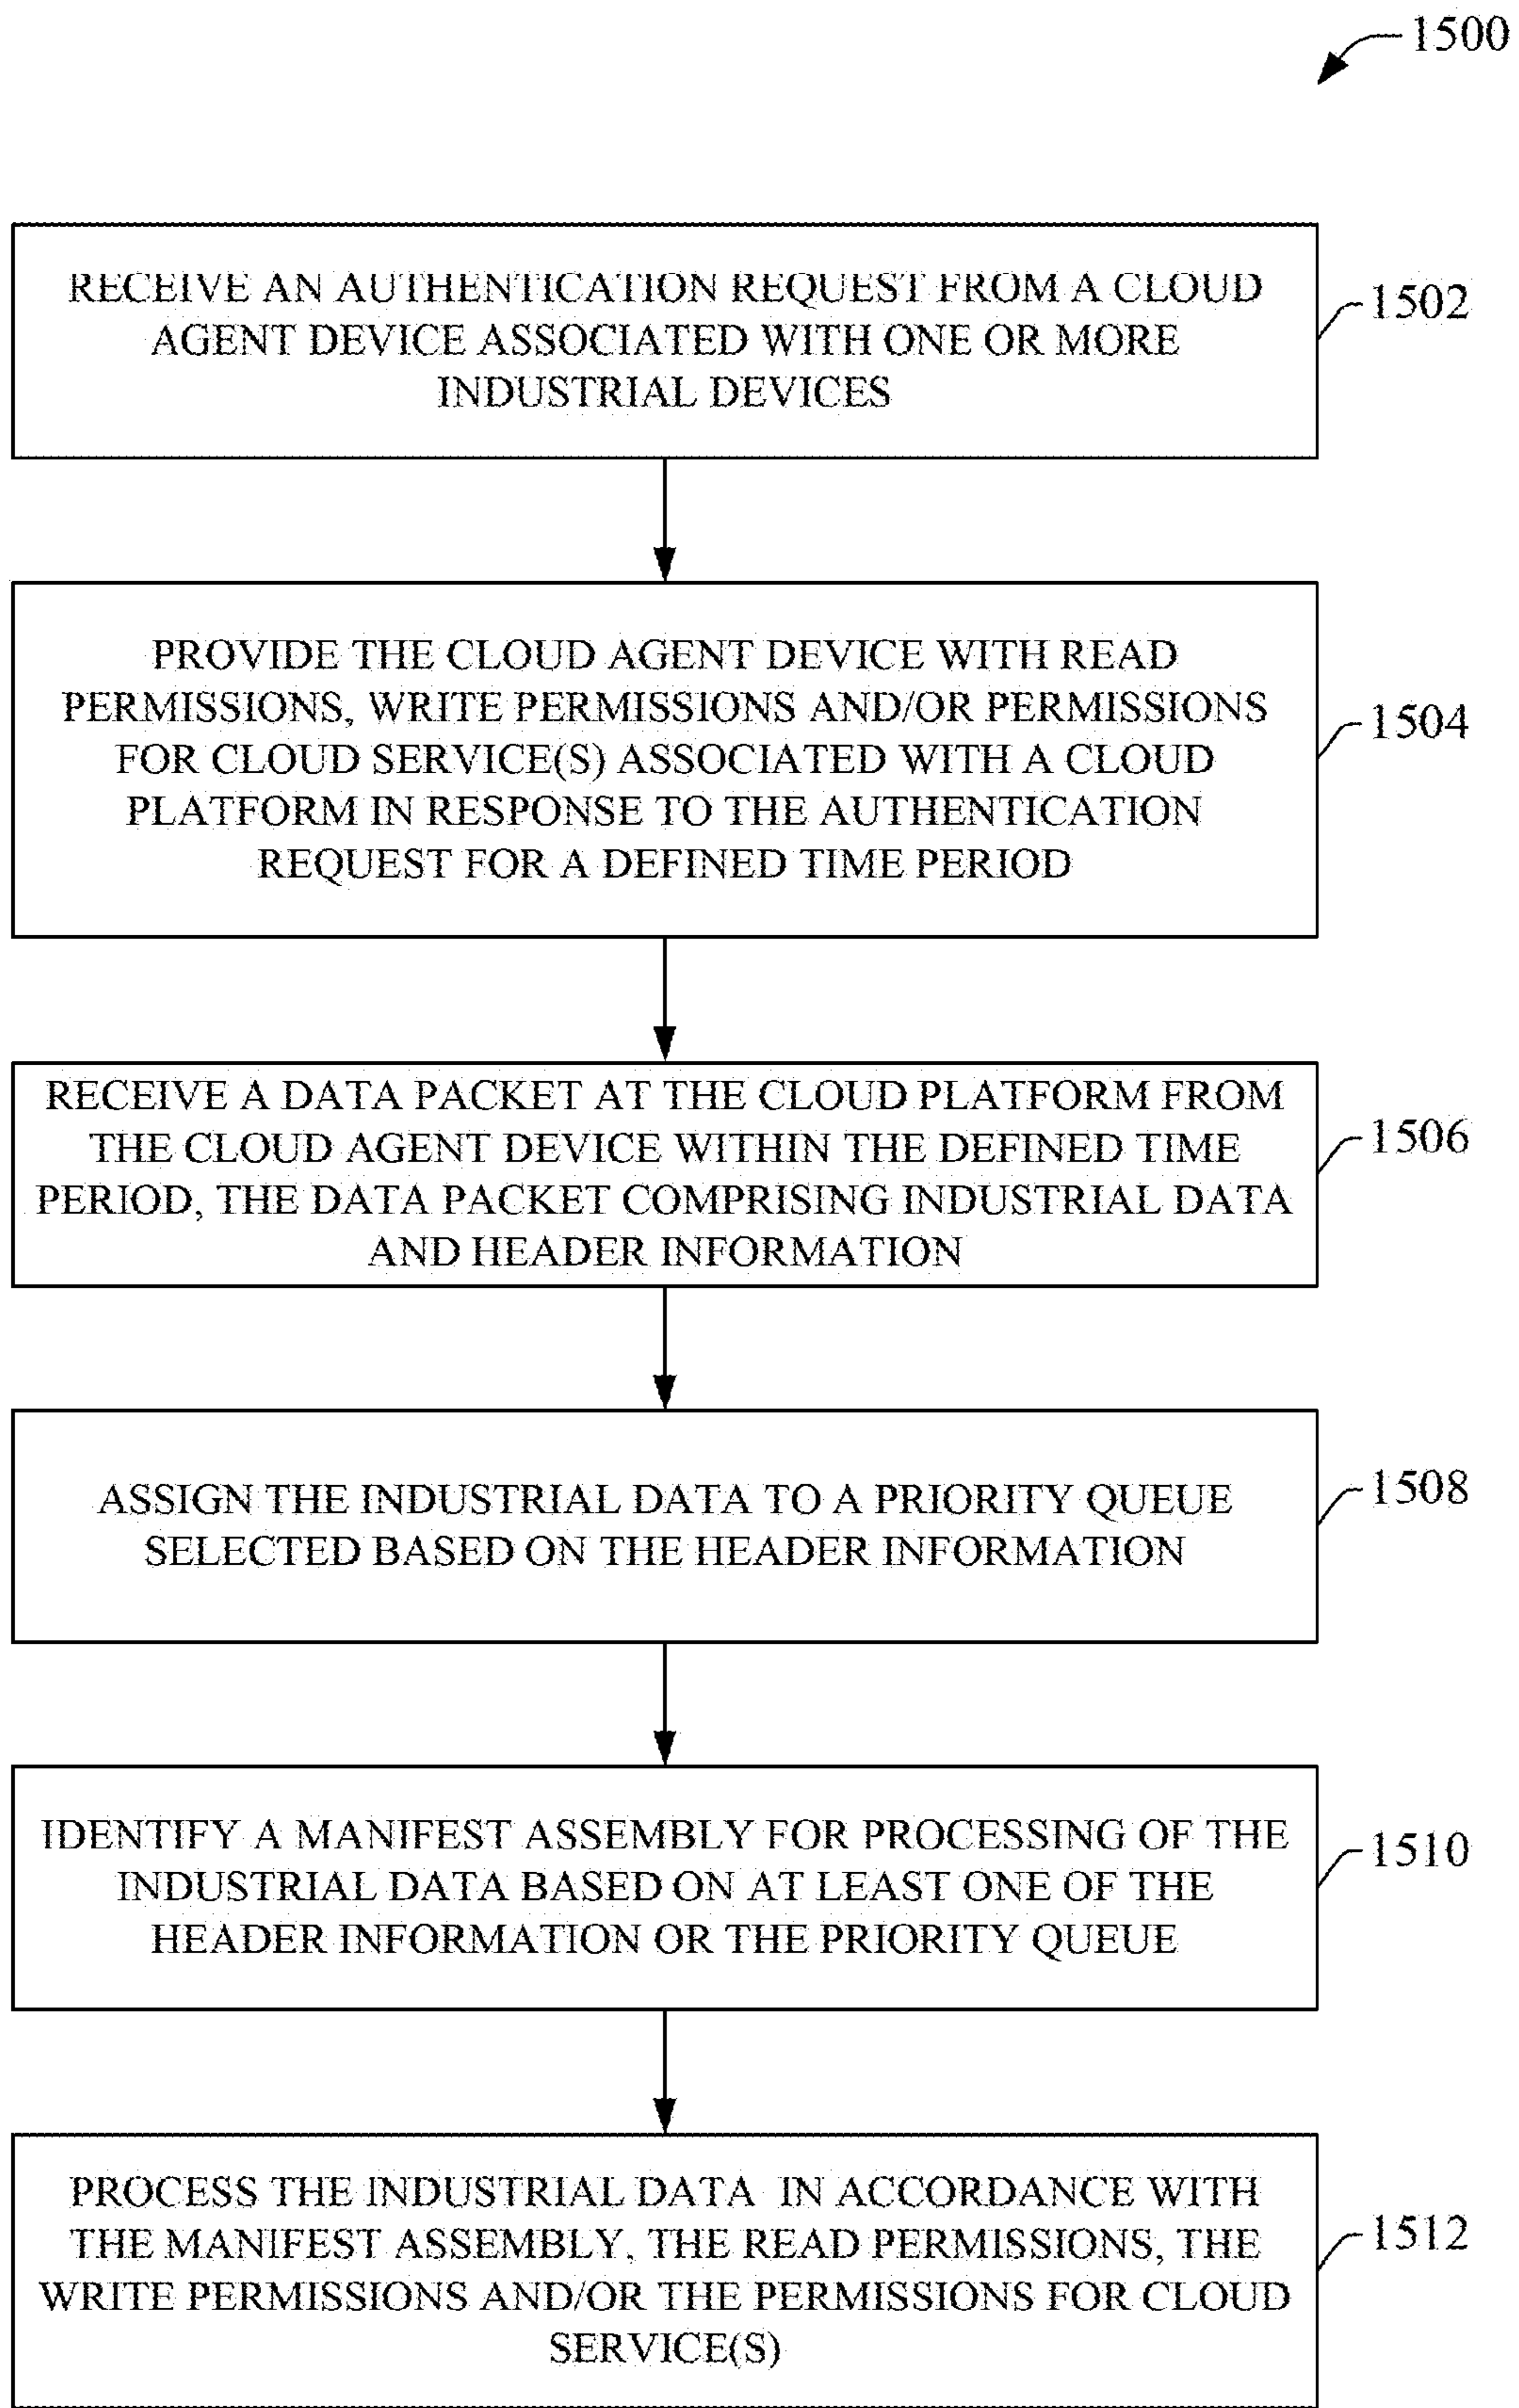 1500
RECEIVE AN AUTHENTICATION REQUEST FROM A CLOUD
AGENT DEVICE ASSOCIATED WITH ONE OR MORE
INDUSTRIAL DEVICES
1502
PROVIDE THE CLOUD AGENT DEVICE WITH READ
PERMISSIONS, WRITE PERMISSIONS AND/OR PERMISSIONS
FOR CLOUD SERVICE(S) ASSOCIATED WITH A CLOUD
PLATFORM IN RESPONSE TO THE AUTHENTICATION
REQUEST FOR A DEFINED TIME PERIOD
1504
RECEIVE A DATA PACKET AT THE CLOUD PLATFORM FROM
THE CLOUD AGENT DEVICE WITHIN THE DEFINED TIME
PERIOD, THE DATA PACKET COMPRISING INDUSTRIAL DATA
AND HEADER INFORMATION
1506
ASSIGN THE INDUSTRIAL DATA TO A PRIORITY QUEUE
SELECTED BASED ON THE HEADER INFORMATION
1508
IDENTIFY A MANIFEST ASSEMBLY FOR PROCESSING OF THE
INDUSTRIAL DATA BASED ON AT LEAST ONE OF THE
HEADER INFORMATION OR THE PRIORITY QUEUE
1510
PROCESS THE INDUSTRIAL DATA IN ACCORDANCE WITH
THE MANIFEST ASSEMBLY, THE READ PERMISSIONS, THE
WRITE PERMISSIONS AND/OR THE PERMISSIONS FOR CLOUD
SERVICE(S)
1512